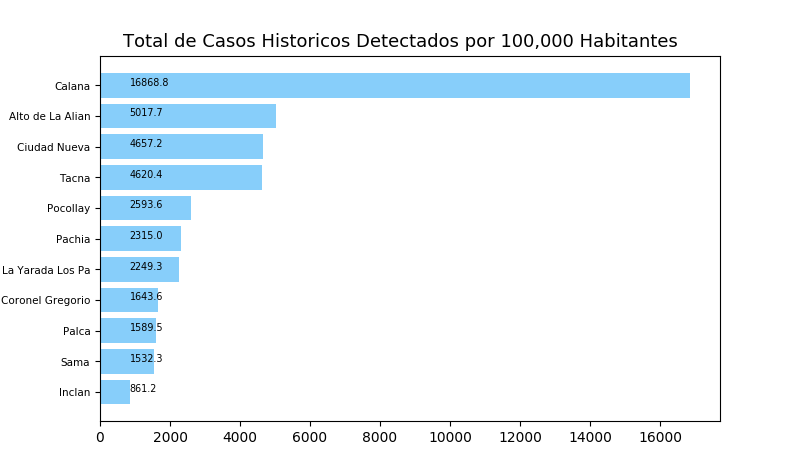 Total de Casos Historicos Detectados por 100,000 Habitantes
Calana 16868.8
Alto de La Alian 5017.7
Ciudad Nueva 4657.2
Tacna 4620.4
Pocollay 2593.6
Pachia 2315.0
La Yarada Los Pa 2249.3
Coronel Gregorio 1643.6
Palca 1589.5
Sama 1532.3
Inclan 861.2
0 2000 4000 6000 8000 10000 12000 14000 16000